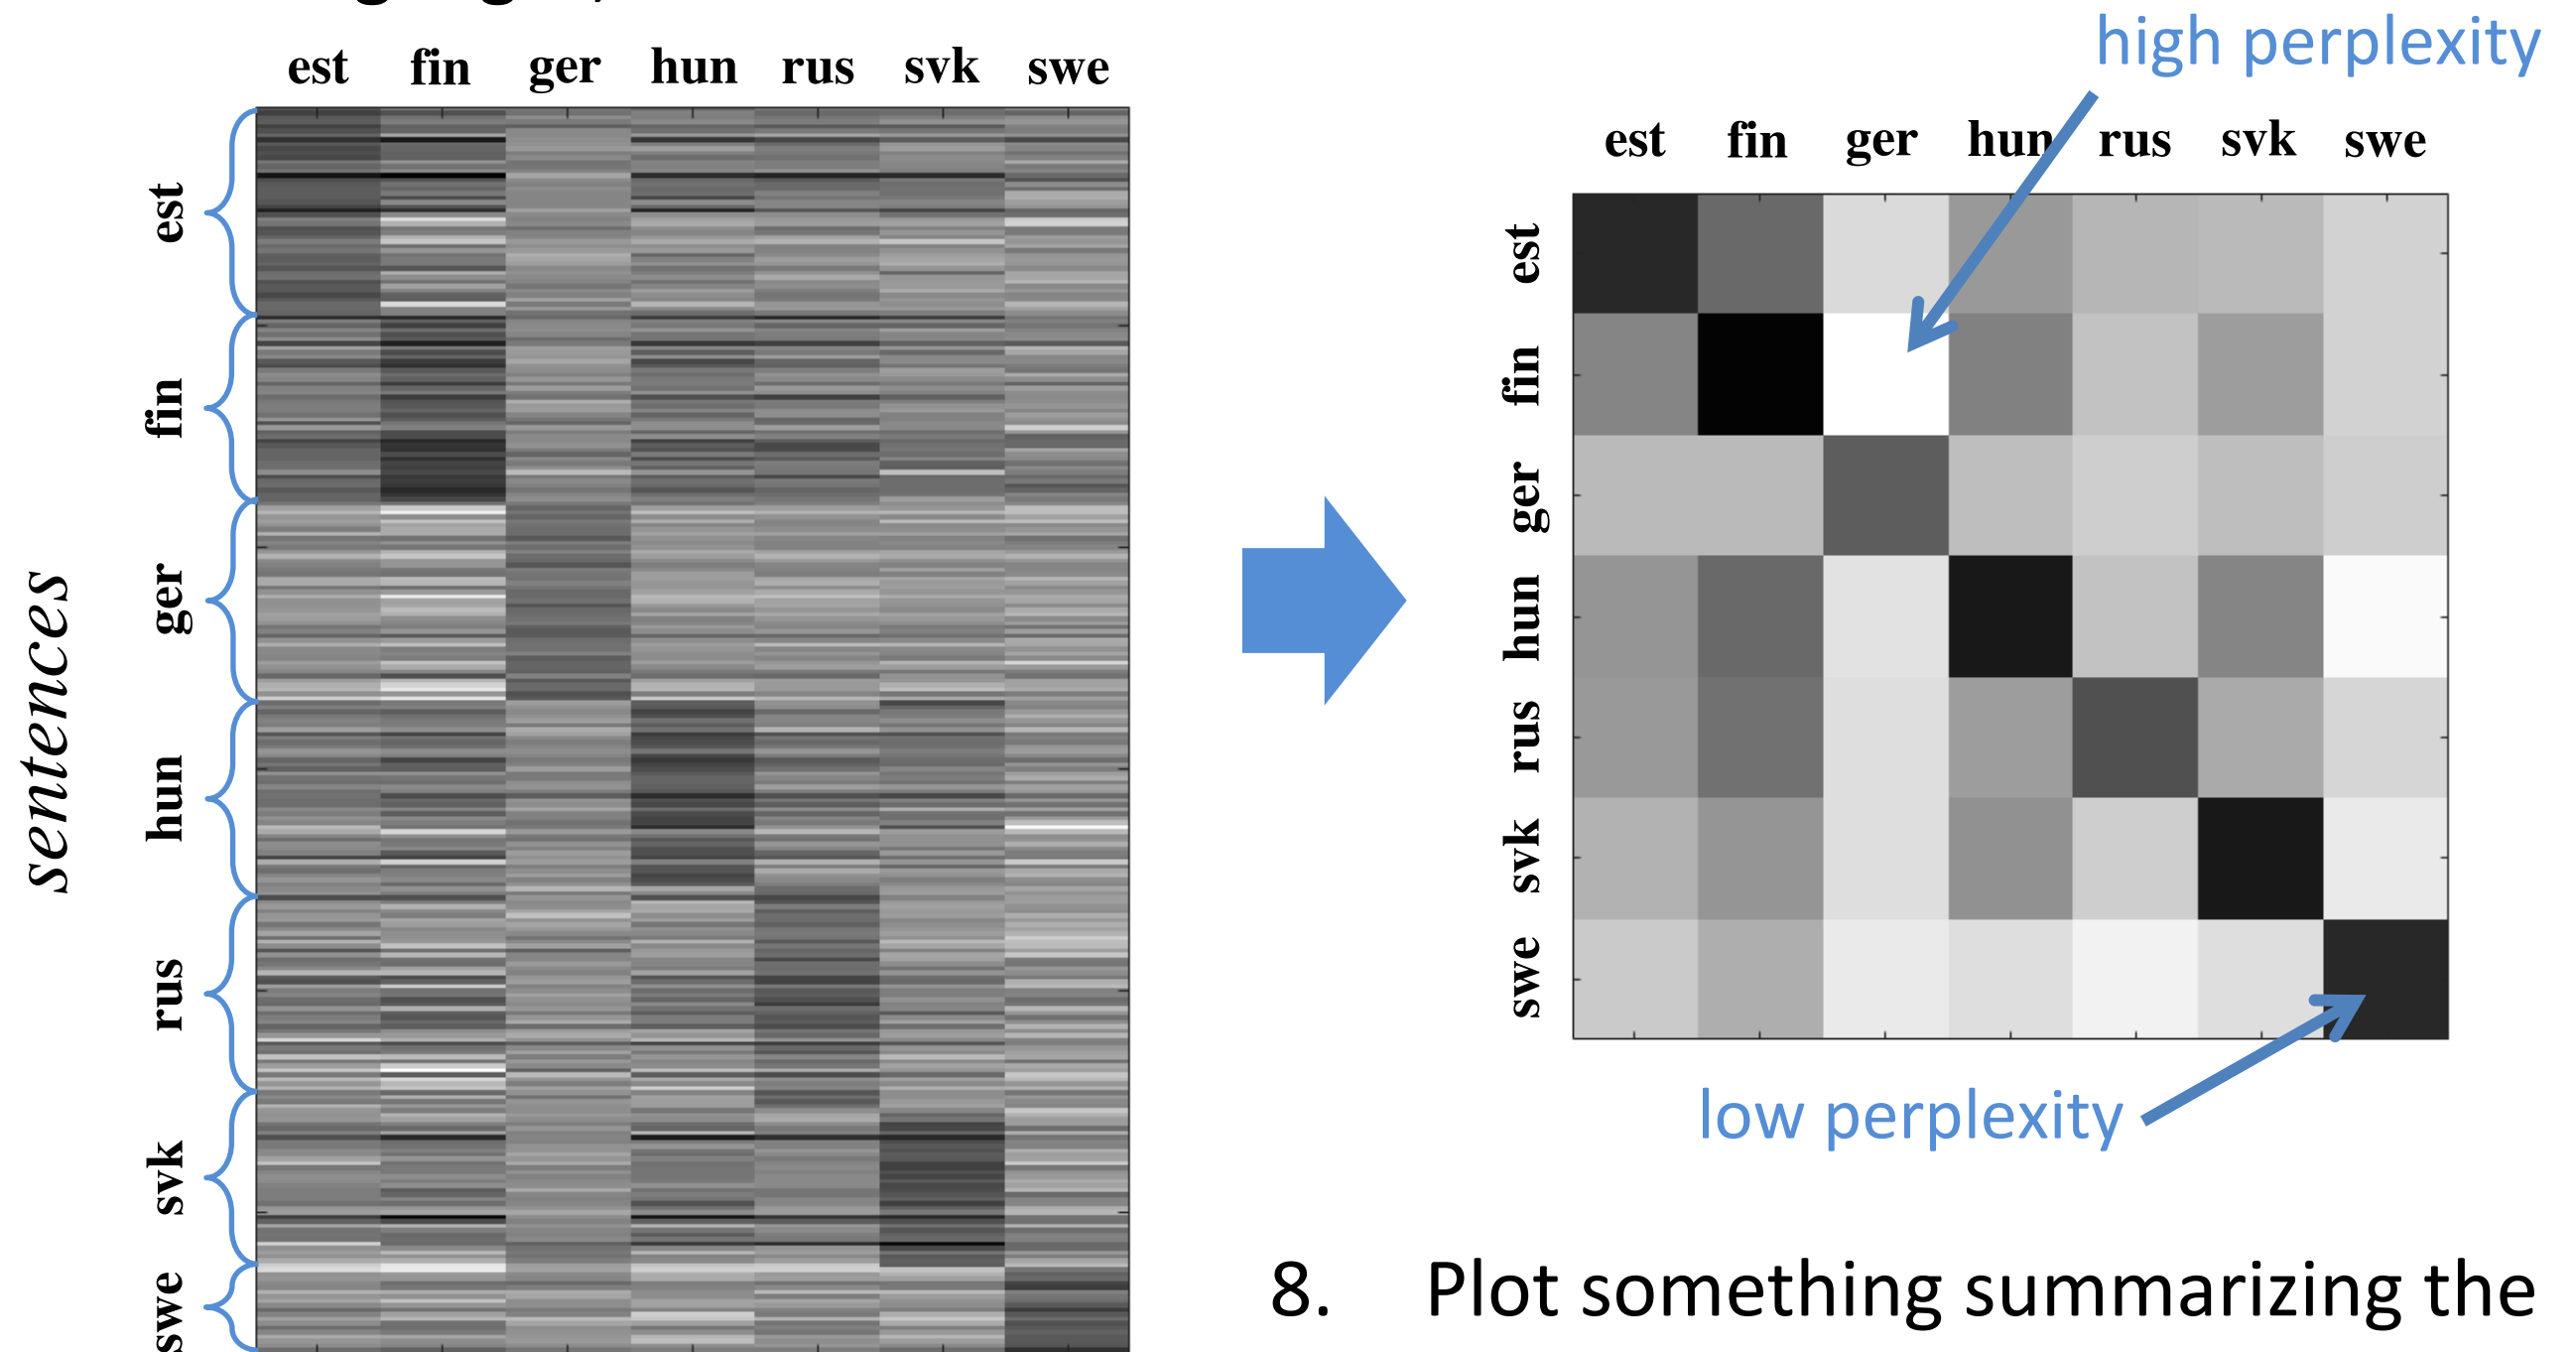 est fin ger hun rus svk swe
est
fin
ger
hun
rus
svk
swe
sentences
high perplexity
est fin ger hun rus svk swe
est
fin
ger
hun
rus
svk
swe
low perplexity
8. Plot something summarizing the